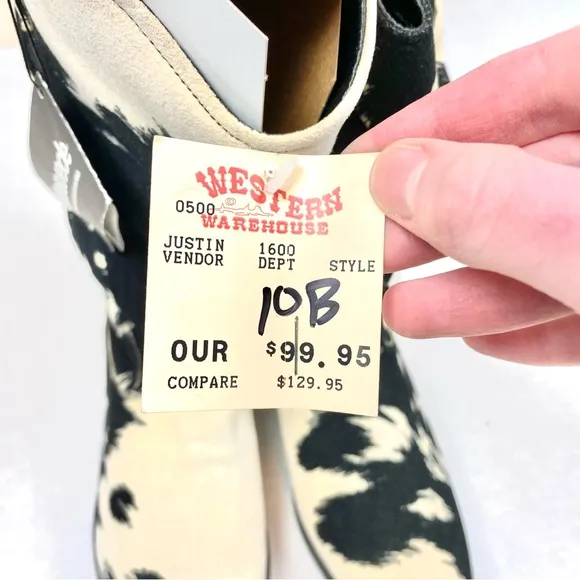 WESTERN
0500
WAREHOUSE
JUSTIN 1600
VENDOR DEPT STYLE
10B
OUR $99.95
COMPARE $129.95